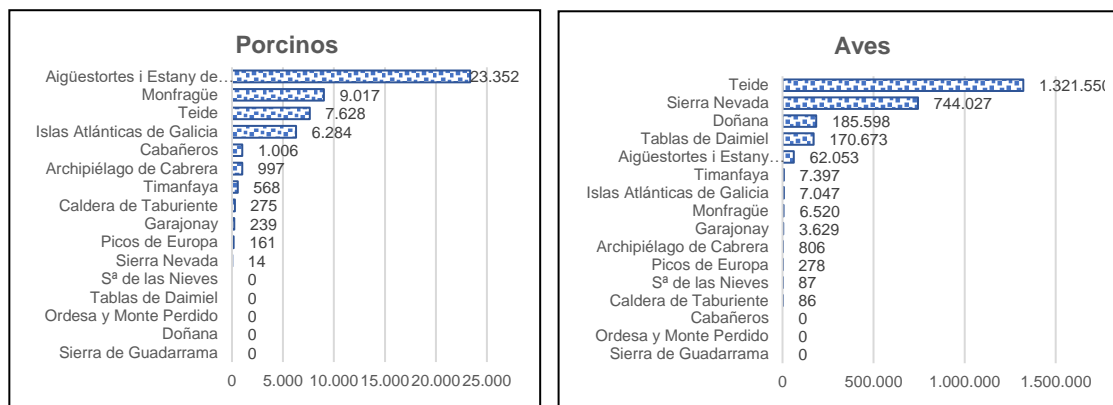 Porcinos
Aigüestortes i Estany de… 23.352
Monfragüe 9.017
Teide 7.628
Islas Atlánticas de Galicia 6.284
Cabañeros 1.006
Archipiélago de Cabrera 997
Timanfaya 568
Caldera de Taburiente 275
Garajonay 239
Picos de Europa 161
Sierra Nevada 14
Sª de las Nieves 0
Tablas de Daimiel 0
Ordesa y Monte Perdido 0
Doñana 0
Sierra de Guadarrama 0
0 5.000 10.000 15.000 20.000 25.000
Aves
Teide 1.321.550
Sierra Nevada 744.027
Doñana 185.598
Tablas de Daimiel 170.673
Aigüestortes i Estany… 62.053
Timanfaya 7.397
Islas Atlánticas de Galicia 7.047
Monfragüe 6.520
Garajonay 3.629
Archipiélago de Cabrera 806
Picos de Europa 278
Sª de las Nieves 87
Caldera de Taburiente 86
Cabañeros 0
Ordesa y Monte Perdido 0
Sierra de Guadarrama 0
0 500.000 1.000.000 1.500.000